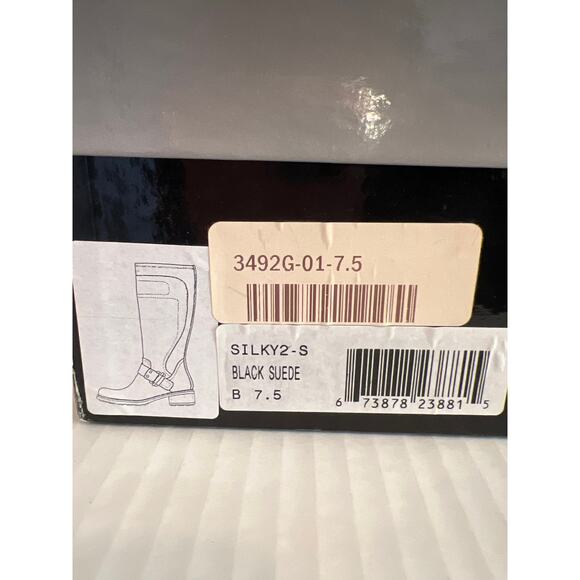 3492G-01-7.5
SILKY2-S
BLACK SUEDE
B 7.5
6 73878 23881 5